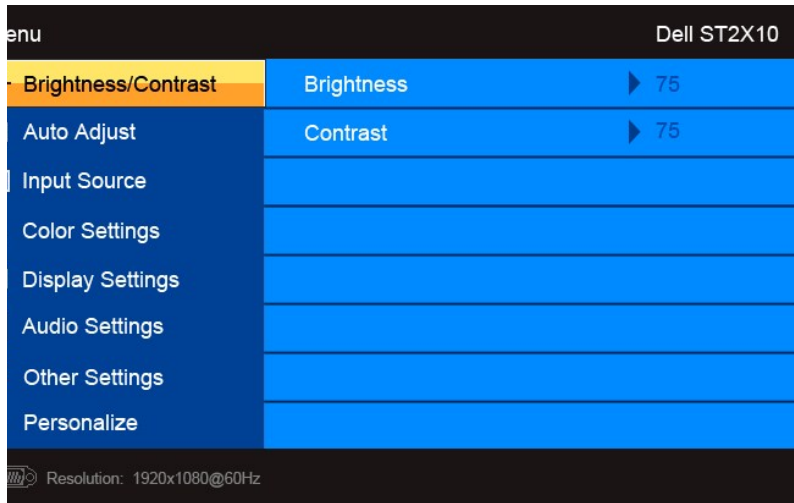 enu Dell ST2X10
Brightness/Contrast Brightness 75
Auto Adjust Contrast 75
Input Source
Color Settings
Display Settings
Audio Settings
Other Settings
Personalize
Resolution: 1920x1080@60Hz